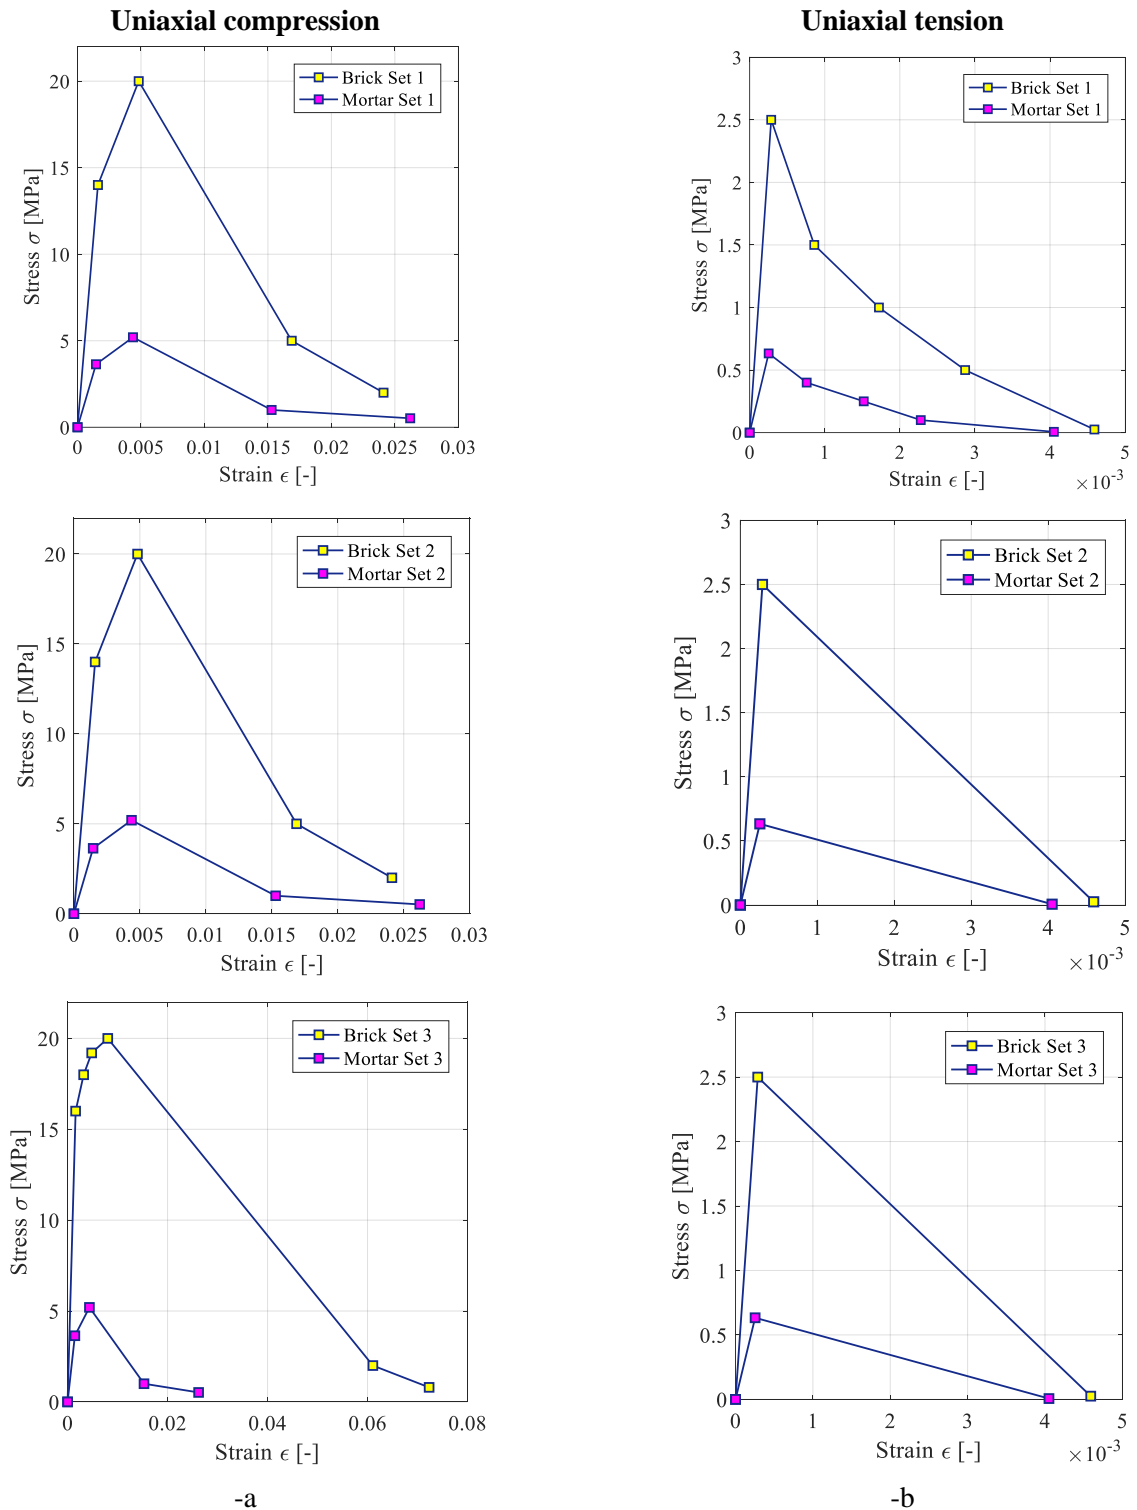 Uniaxial compression
Uniaxial tension
20
15
10
5
0
0
0.005
0.01
0.015
0.02
0.025
0.03
Stress σ [MPa]
Strain ϵ [-]
Brick Set 1
Mortar Set 1
3
2.5
2
1.5
1
0.5
0
0
1
2
3
4
5
×10-3
Stress σ [MPa]
Strain ϵ [-]
Brick Set 1
Mortar Set 1
20
15
10
5
0
0
0.005
0.01
0.015
0.02
0.025
0.03
Stress σ [MPa]
Strain ϵ [-]
Brick Set 2
Mortar Set 2
3
2.5
2
1.5
1
0.5
0
0
1
2
3
4
5
×10-3
Stress σ [MPa]
Strain ϵ [-]
Brick Set 2
Mortar Set 2
20
15
10
5
0
0
0.02
0.04
0.06
0.08
Stress σ [MPa]
Strain ϵ [-]
Brick Set 3
Mortar Set 3
3
2.5
2
1.5
1
0.5
0
0
1
2
3
4
5
×10-3
Stress σ [MPa]
Strain ϵ [-]
Brick Set 3
Mortar Set 3
-a
-b